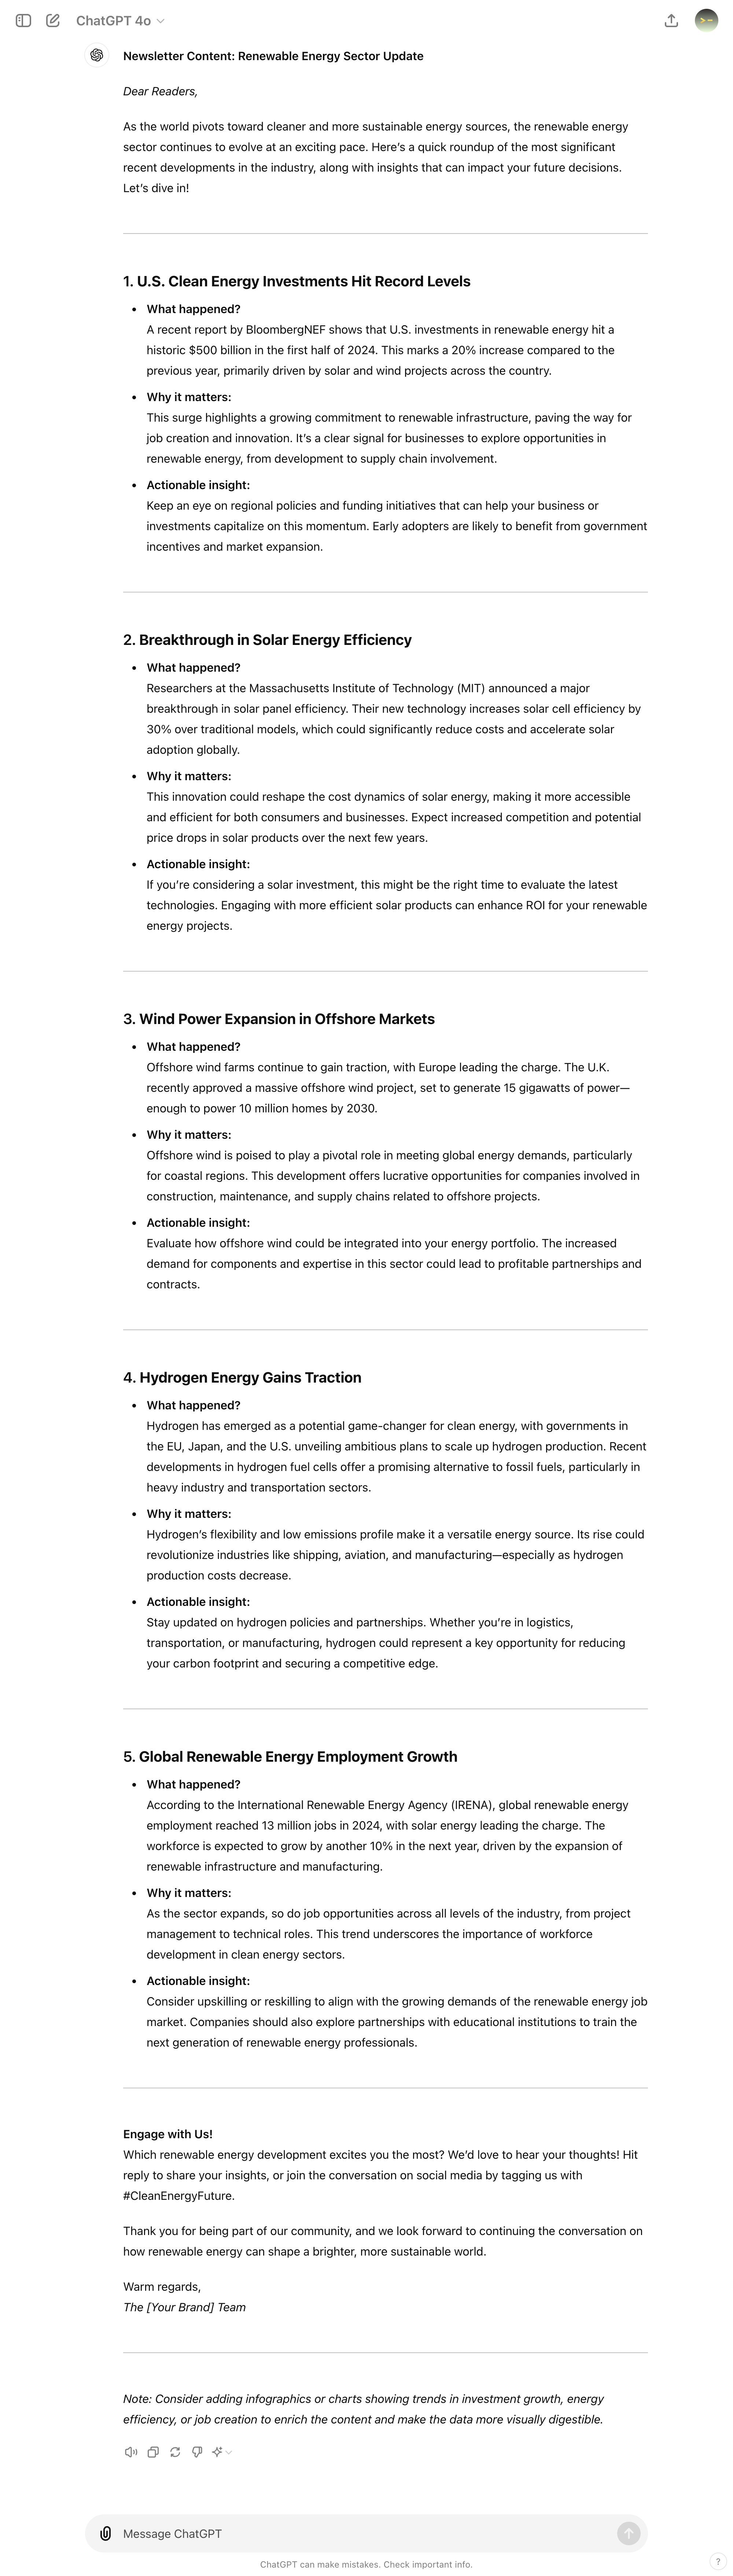 ChatGPT 4o
Newsletter Content: Renewable Energy Sector Update
Dear Readers,
As the world pivots toward cleaner and more sustainable energy sources, the renewable energy
sector continues to evolve at an exciting pace. Here’s a quick roundup of the most significant
recent developments in the industry, along with insights that can impact your future decisions.
Let’s dive in!
1. U.S. Clean Energy Investments Hit Record Levels
• What happened?
A recent report by BloombergNEF shows that U.S. investments in renewable energy hit a
historic $500 billion in the first half of 2024. This marks a 20% increase compared to the
previous year, primarily driven by solar and wind projects across the country.
• Why it matters:
This surge highlights a growing commitment to renewable infrastructure, paving the way for
job creation and innovation. It’s a clear signal for businesses to explore opportunities in
renewable energy, from development to supply chain involvement.
• Actionable insight:
Keep an eye on regional policies and funding initiatives that can help your business or
investments capitalize on this momentum. Early adopters are likely to benefit from government
incentives and market expansion.
2. Breakthrough in Solar Energy Efficiency
• What happened?
Researchers at the Massachusetts Institute of Technology (MIT) announced a major
breakthrough in solar panel efficiency. Their new technology increases solar cell efficiency by
30% over traditional models, which could significantly reduce costs and accelerate solar
adoption globally.
• Why it matters:
This innovation could reshape the cost dynamics of solar energy, making it more accessible
and efficient for both consumers and businesses. Expect increased competition and potential
price drops in solar products over the next few years.
• Actionable insight:
If you’re considering a solar investment, this might be the right time to evaluate the latest
technologies. Engaging with more efficient solar products can enhance ROI for your renewable
energy projects.
3. Wind Power Expansion in Offshore Markets
• What happened?
Offshore wind farms continue to gain traction, with Europe leading the charge. The U.K.
recently approved a massive offshore wind project, set to generate 15 gigawatts of power—
enough to power 10 million homes by 2030.
• Why it matters:
Offshore wind is poised to play a pivotal role in meeting global energy demands, particularly
for coastal regions. This development offers lucrative opportunities for companies involved in
construction, maintenance, and supply chains related to offshore projects.
• Actionable insight:
Evaluate how offshore wind could be integrated into your energy portfolio. The increased
demand for components and expertise in this sector could lead to profitable partnerships and
contracts.
4. Hydrogen Energy Gains Traction
• What happened?
Hydrogen has emerged as a potential game-changer for clean energy, with governments in
the EU, Japan, and the U.S. unveiling ambitious plans to scale up hydrogen production. Recent
developments in hydrogen fuel cells offer a promising alternative to fossil fuels, particularly in
heavy industry and transportation sectors.
• Why it matters:
Hydrogen’s flexibility and low emissions profile make it a versatile energy source. Its rise could
revolutionize industries like shipping, aviation, and manufacturing—especially as hydrogen
production costs decrease.
• Actionable insight:
Stay updated on hydrogen policies and partnerships. Whether you’re in logistics,
transportation, or manufacturing, hydrogen could represent a key opportunity for reducing
your carbon footprint and securing a competitive edge.
5. Global Renewable Energy Employment Growth
• What happened?
According to the International Renewable Energy Agency (IRENA), global renewable energy
employment reached 13 million jobs in 2024, with solar energy leading the charge. The
workforce is expected to grow by another 10% in the next year, driven by the expansion of
renewable infrastructure and manufacturing.
• Why it matters:
As the sector expands, so do job opportunities across all levels of the industry, from project
management to technical roles. This trend underscores the importance of workforce
development in clean energy sectors.
• Actionable insight:
Consider upskilling or reskilling to align with the growing demands of the renewable energy job
market. Companies should also explore partnerships with educational institutions to train the
next generation of renewable energy professionals.
Engage with Us!
Which renewable energy development excites you the most? We’d love to hear your thoughts! Hit
reply to share your insights, or join the conversation on social media by tagging us with
#CleanEnergyFuture.
Thank you for being part of our community, and we look forward to continuing the conversation on
how renewable energy can shape a brighter, more sustainable world.
Warm regards,
The [Your Brand] Team
Note: Consider adding infographics or charts showing trends in investment growth, energy
efficiency, or job creation to enrich the content and make the data more visually digestible.
Message ChatGPT
ChatGPT can make mistakes. Check important info.
?